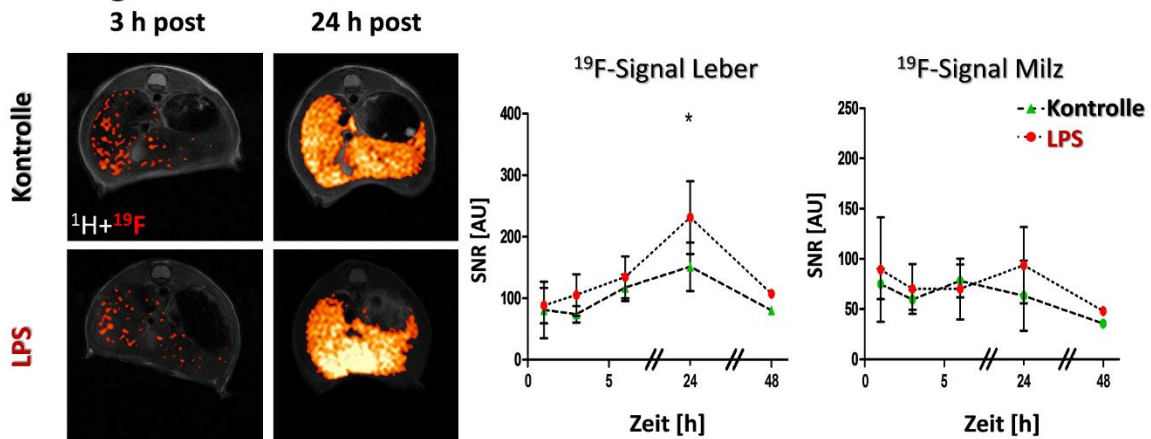 3 h post 24 h post
Kontrolle
¹H+¹⁹F
LPS
¹⁹F-Signal Leber
SNR [AU]
400
300
200
100
0
*
0 5 24 48
Zeit [h]
¹⁹F-Signal Milz
Kontrolle
LPS
SNR [AU]
250
200
150
100
50
0
0 5 24 48
Zeit [h]